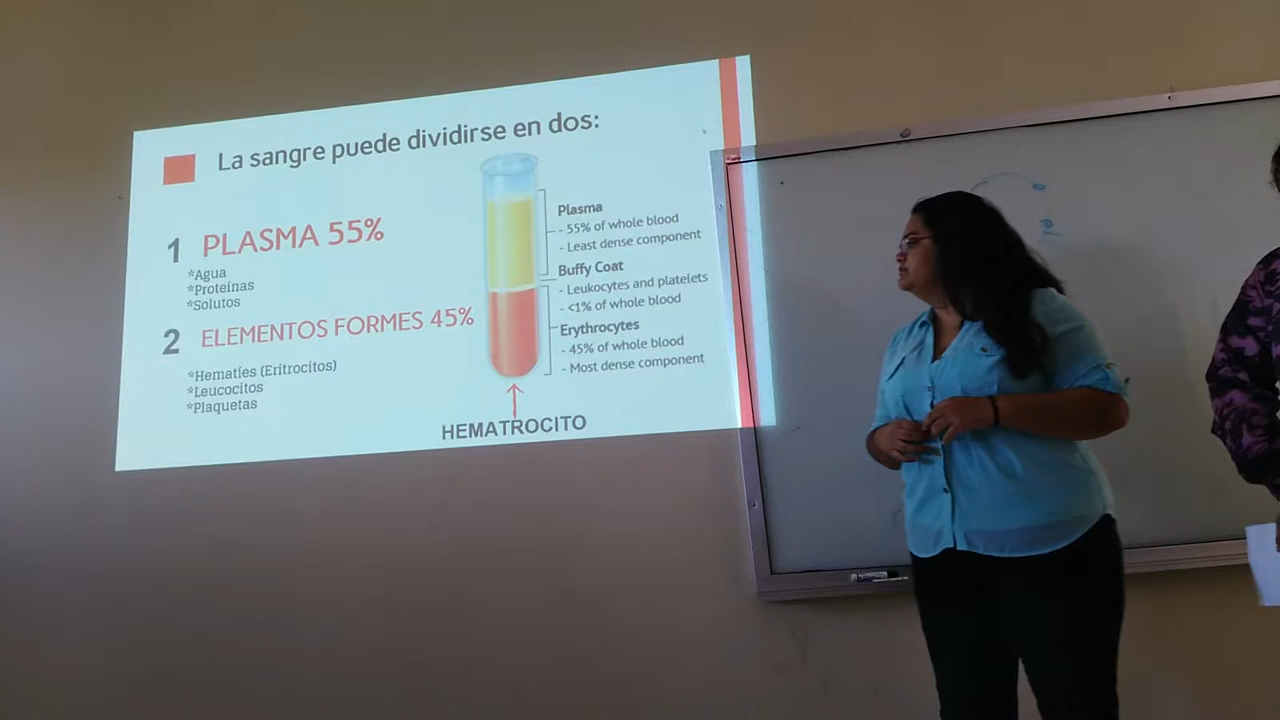 La sangre puede dividirse en dos:
1 PLASMA 55%
*Agua
*Proteínas
*Solutos
2 ELEMENTOS FORMES 45%
*Hematíes (Eritrocitos)
*Leucocitos
*Plaquetas
Plasma
- 55% of whole blood
- Least dense component
Buffy Coat
- Leukocytes and platelets
- <1% of whole blood
Erythrocytes
- 45% of whole blood
- Most dense component
HEMATROCITO